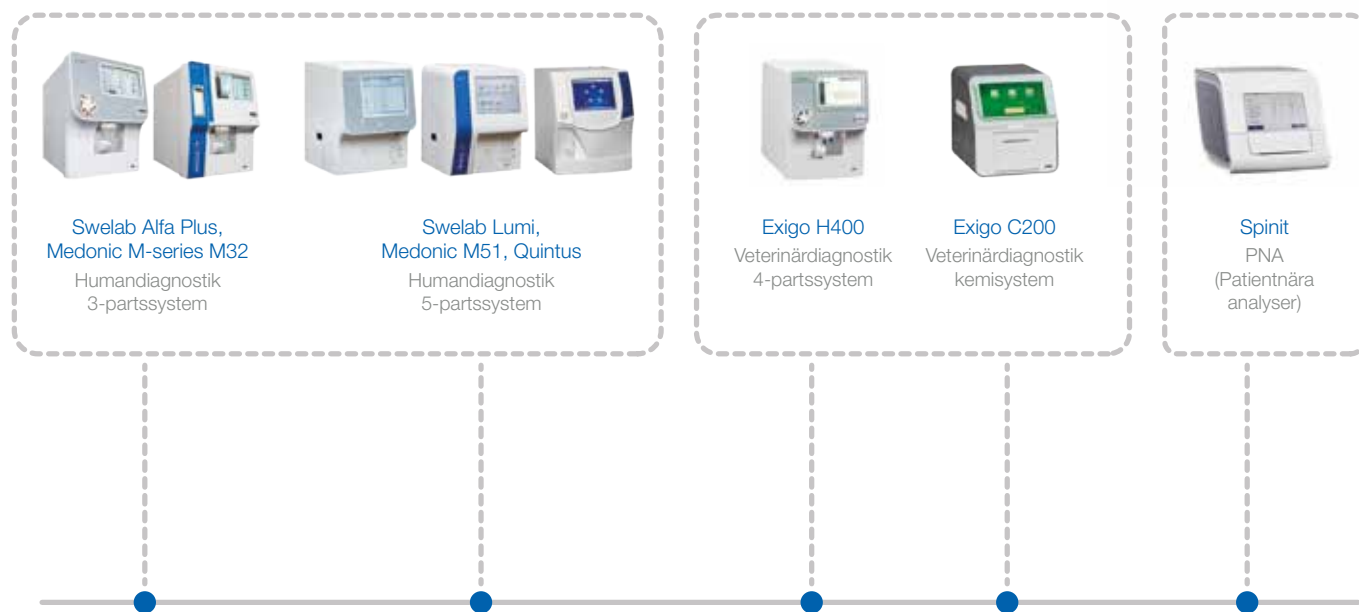 Swelab Alfa Plus,
Medonic M-series M32
Humandiagnostik
3-partssystem
Swelab Lumi,
Medonic M51, Quintus
Humandiagnostik
5-partssystem
Exigo H400
Veterinärdiagnostik
4-partssystem
Exigo C200
Veterinärdiagnostik
kemisystem
Spinit
PNA
(Patientnära
analyser)